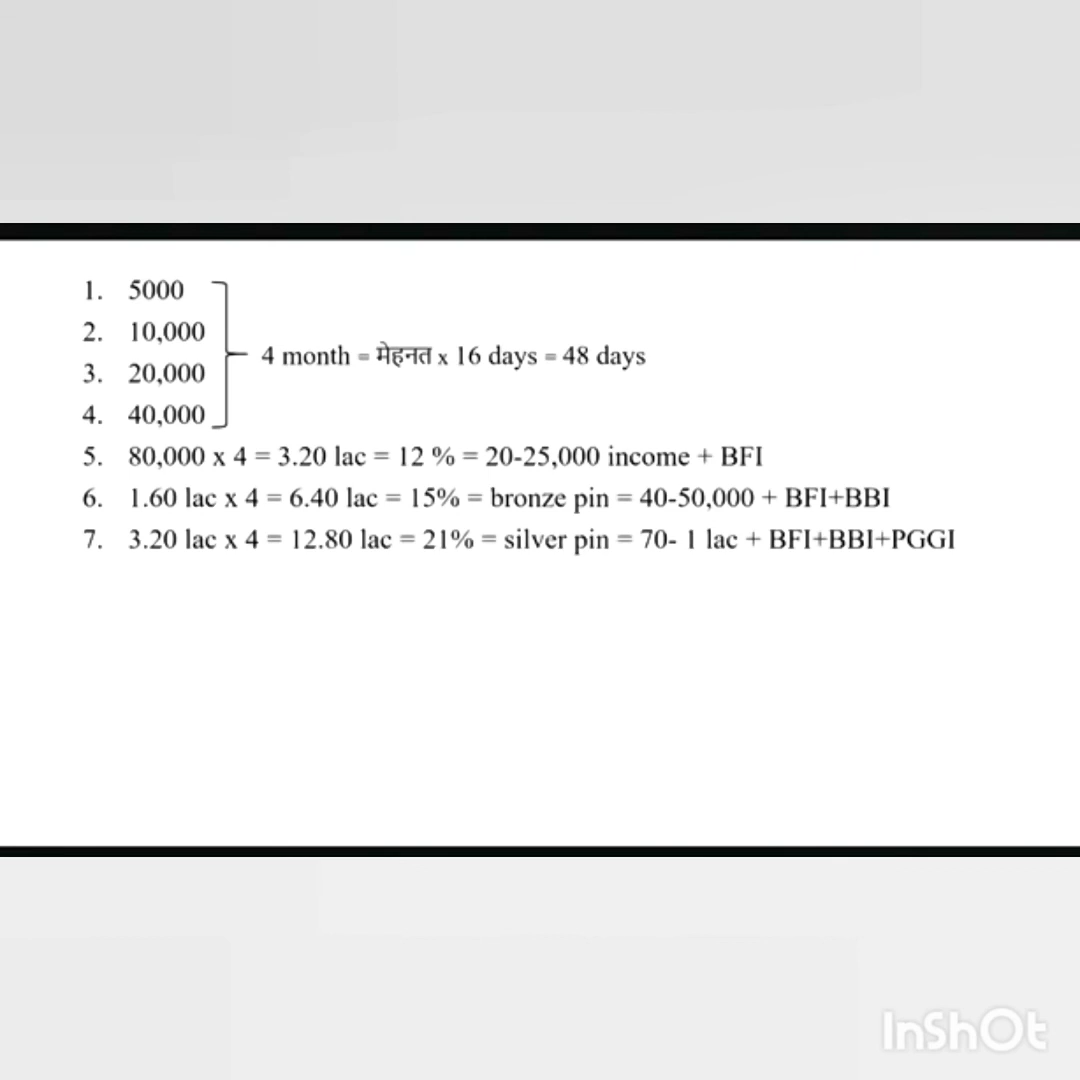 1. 5000
2. 10,000
4 month = मेहनत x 16 days = 48 days
3. 20,000
4. 40,000
5. 80,000 x 4 = 3.20 lac = 12 % = 20-25,000 income + BFI
6. 1.60 lac x 4 = 6.40 lac = 15% = bronze pin = 40-50,000 + BFI+BBI
7. 3.20 lac x 4 = 12.80 lac = 21% = silver pin = 70- 1 lac + BFI+BBI+PGGI
InShOt